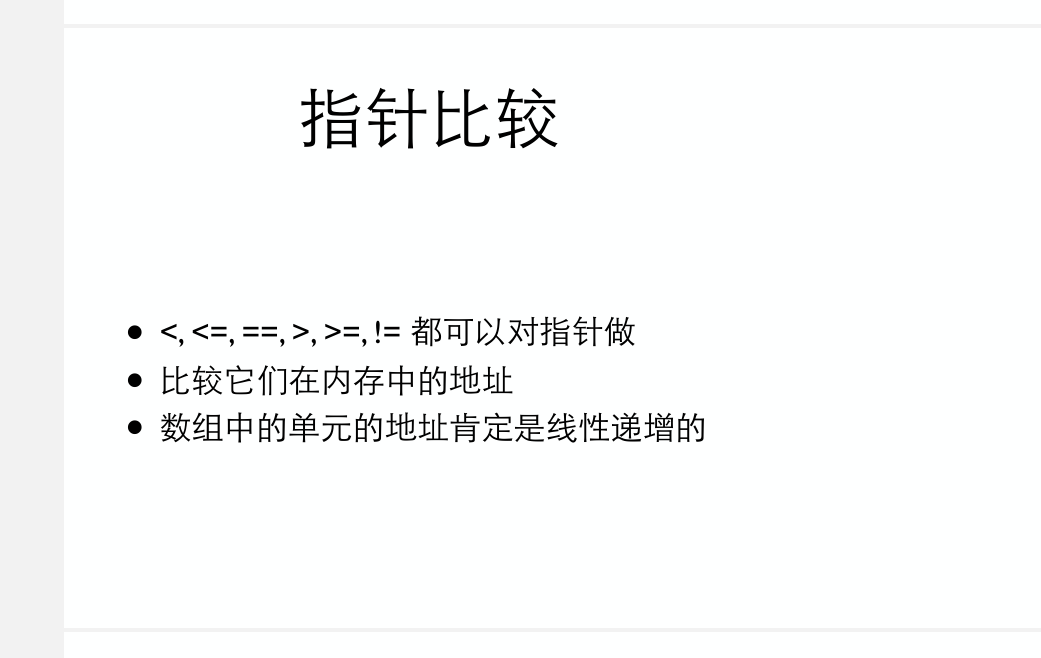 指针比较
● <, <=, ==, >, >=, != 都可以对指针做
● 比较它们在内存中的地址
● 数组中的单元的地址肯定是线性递增的